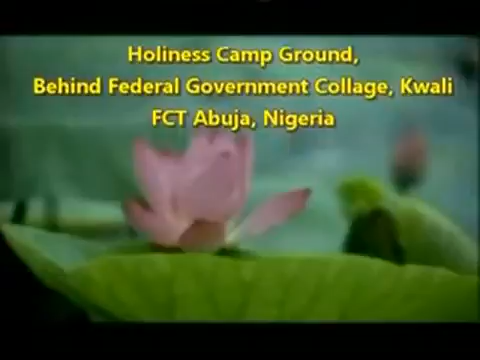 Holiness Camp Ground,
Behind Federal Government Collage, Kwali
FCT Abuja, Nigeria